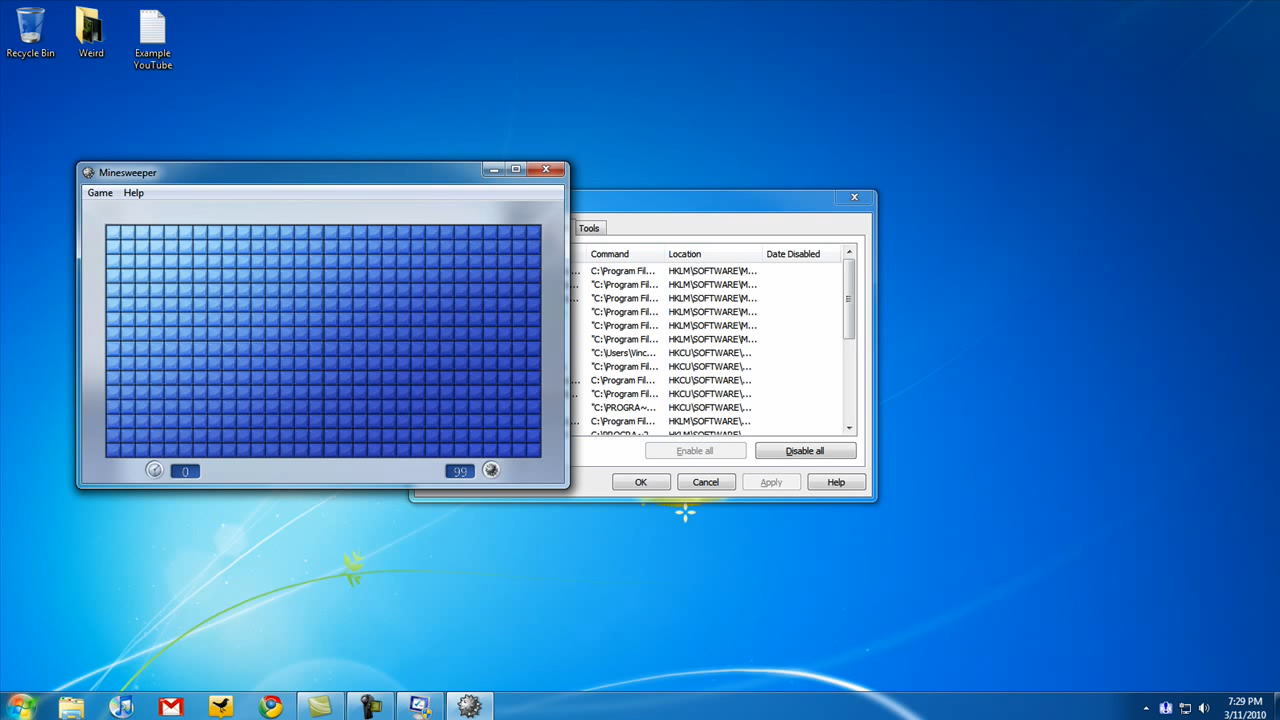 Recycle Bin
Weird
Example
YouTube
Minesweeper
Game Help
0
99
Tools
Command Location Date Disabled
C:\Program Fil... HKLM\SOFTWARE\M...
"C:\Program Fil... HKLM\SOFTWARE\M...
"C:\Program Fil... HKLM\SOFTWARE\M...
"C:\Program Fil... HKLM\SOFTWARE\M...
"C:\Program Fil... HKLM\SOFTWARE\M...
"C:\Program Fil... HKLM\SOFTWARE\M...
"C:\Users\Vinc... HKCU\SOFTWARE\...
"C:\Program Fil... HKCU\SOFTWARE\...
C:\Program Fil... HKCU\SOFTWARE\...
"C:\Program Fil... HKCU\SOFTWARE\...
"C:\PROGRA~... HKCU\SOFTWARE\...
C:\Program Fil... HKLM\SOFTWARE\...
Enable all Disable all
OK Cancel Apply Help
7:29 PM
3/11/2010